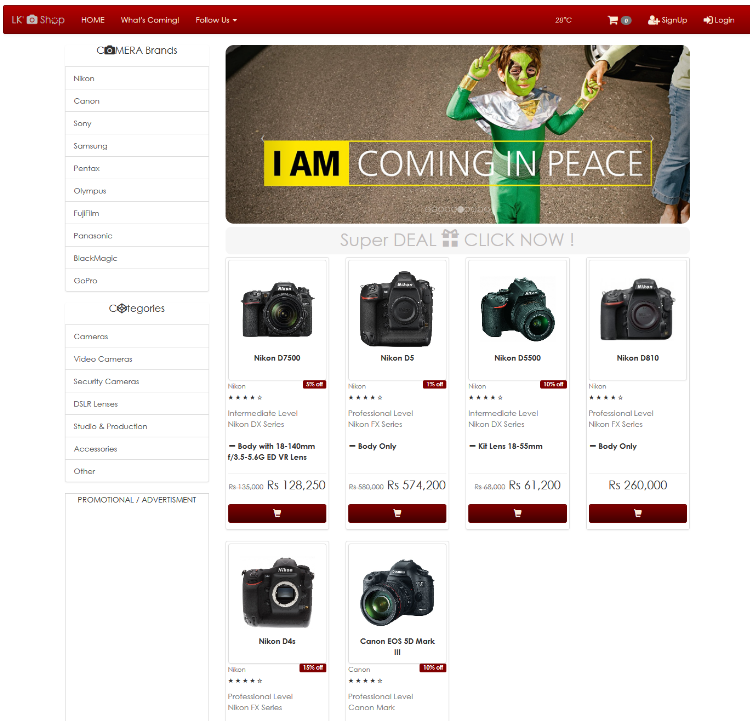 LK' Shop
HOME
What's Coming!
Follow Us
28°C
0
SignUp
Login
CAMERA Brands
Nikon
Canon
Sony
Samsung
Pentax
Olympus
FujiFilm
Panasonic
BlackMagic
GoPro
Categories
Cameras
Video Cameras
Security Cameras
DSLR Lenses
Studio & Production
Accessories
Other
PROMOTIONAL / ADVERTISMENT
I AM COMING IN PEACE
Super DEAL CLICK NOW !
Nikon D7500
Nikon
5% off
Intermediate Level
Nikon DX Series
Body with 18-140mm
f/3.5-5.6G ED VR Lens
Rs 135,000 Rs 128,250
Nikon D5
Nikon
1% off
Professional Level
Nikon FX Series
Body Only
Rs 580,000 Rs 574,200
Nikon D5500
Nikon
10% off
Intermediate Level
Nikon DX Series
Kit Lens 18-55mm
Rs 68,000 Rs 61,200
Nikon D810
Nikon
Professional Level
Nikon FX Series
Body Only
Rs 260,000
Nikon D4s
Nikon
15% off
Professional Level
Nikon FX Series
Canon EOS 5D Mark
III
Canon
10% off
Professional Level
Canon Mark